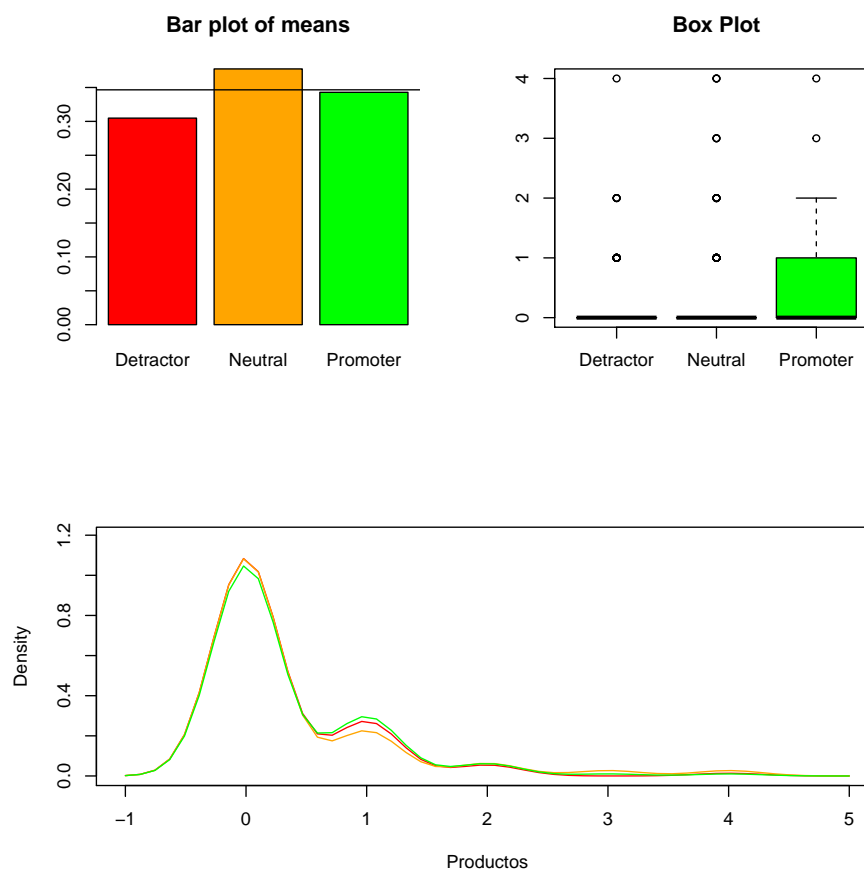 Bar plot of means
0.30
0.20
0.10
0.00
Detractor Neutral Promoter
Box Plot
4
3
2
1
0
Detractor Neutral Promoter
Density
1.2
0.8
0.4
0.0
−1 0 1 2 3 4 5
Productos